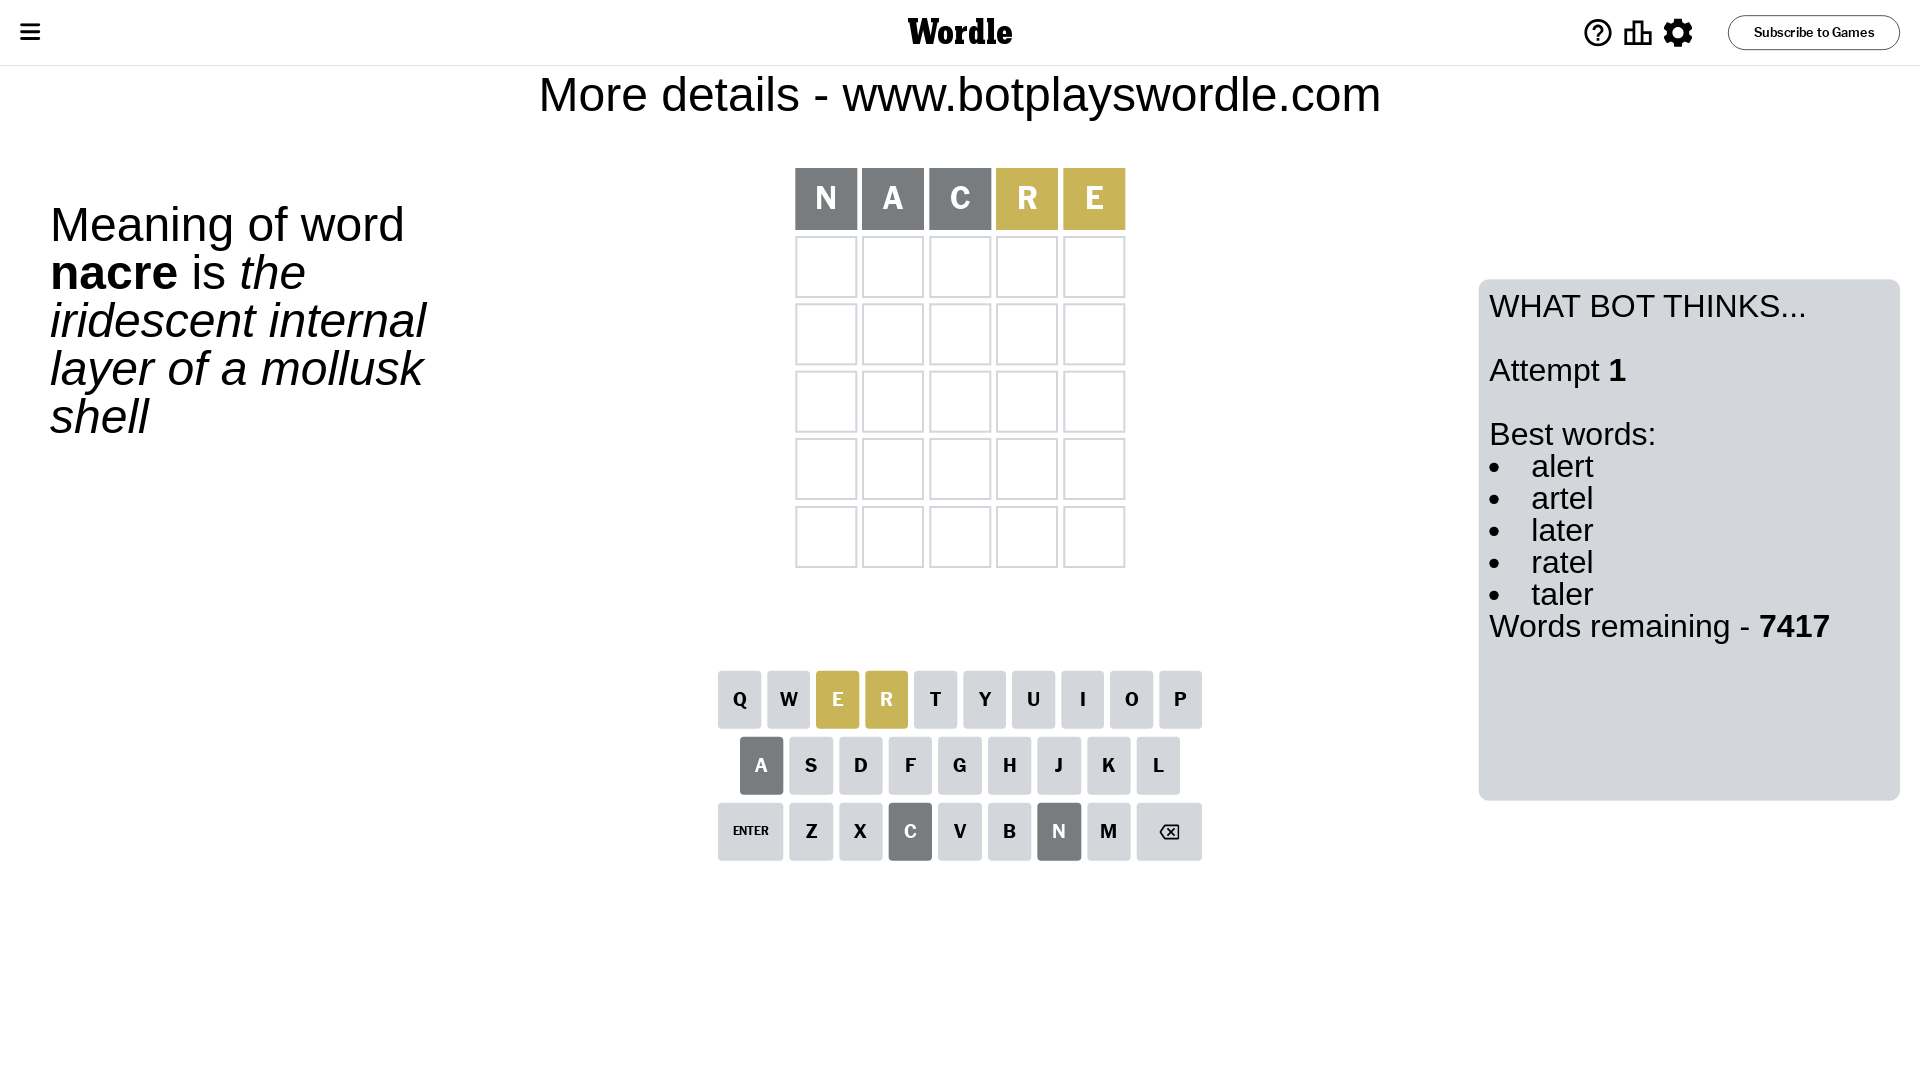 Wordle
Subscribe to Games
More details - www.botplayswordle.com
Meaning of word
nacre is the
iridescent internal
layer of a mollusk
shell
N A C R E
WHAT BOT THINKS...
Attempt 1
Best words:
• alert
• artel
• later
• ratel
• taler
Words remaining - 7417
Q W E R T Y U I O P
A S D F G H J K L
ENTER Z X C V B N M